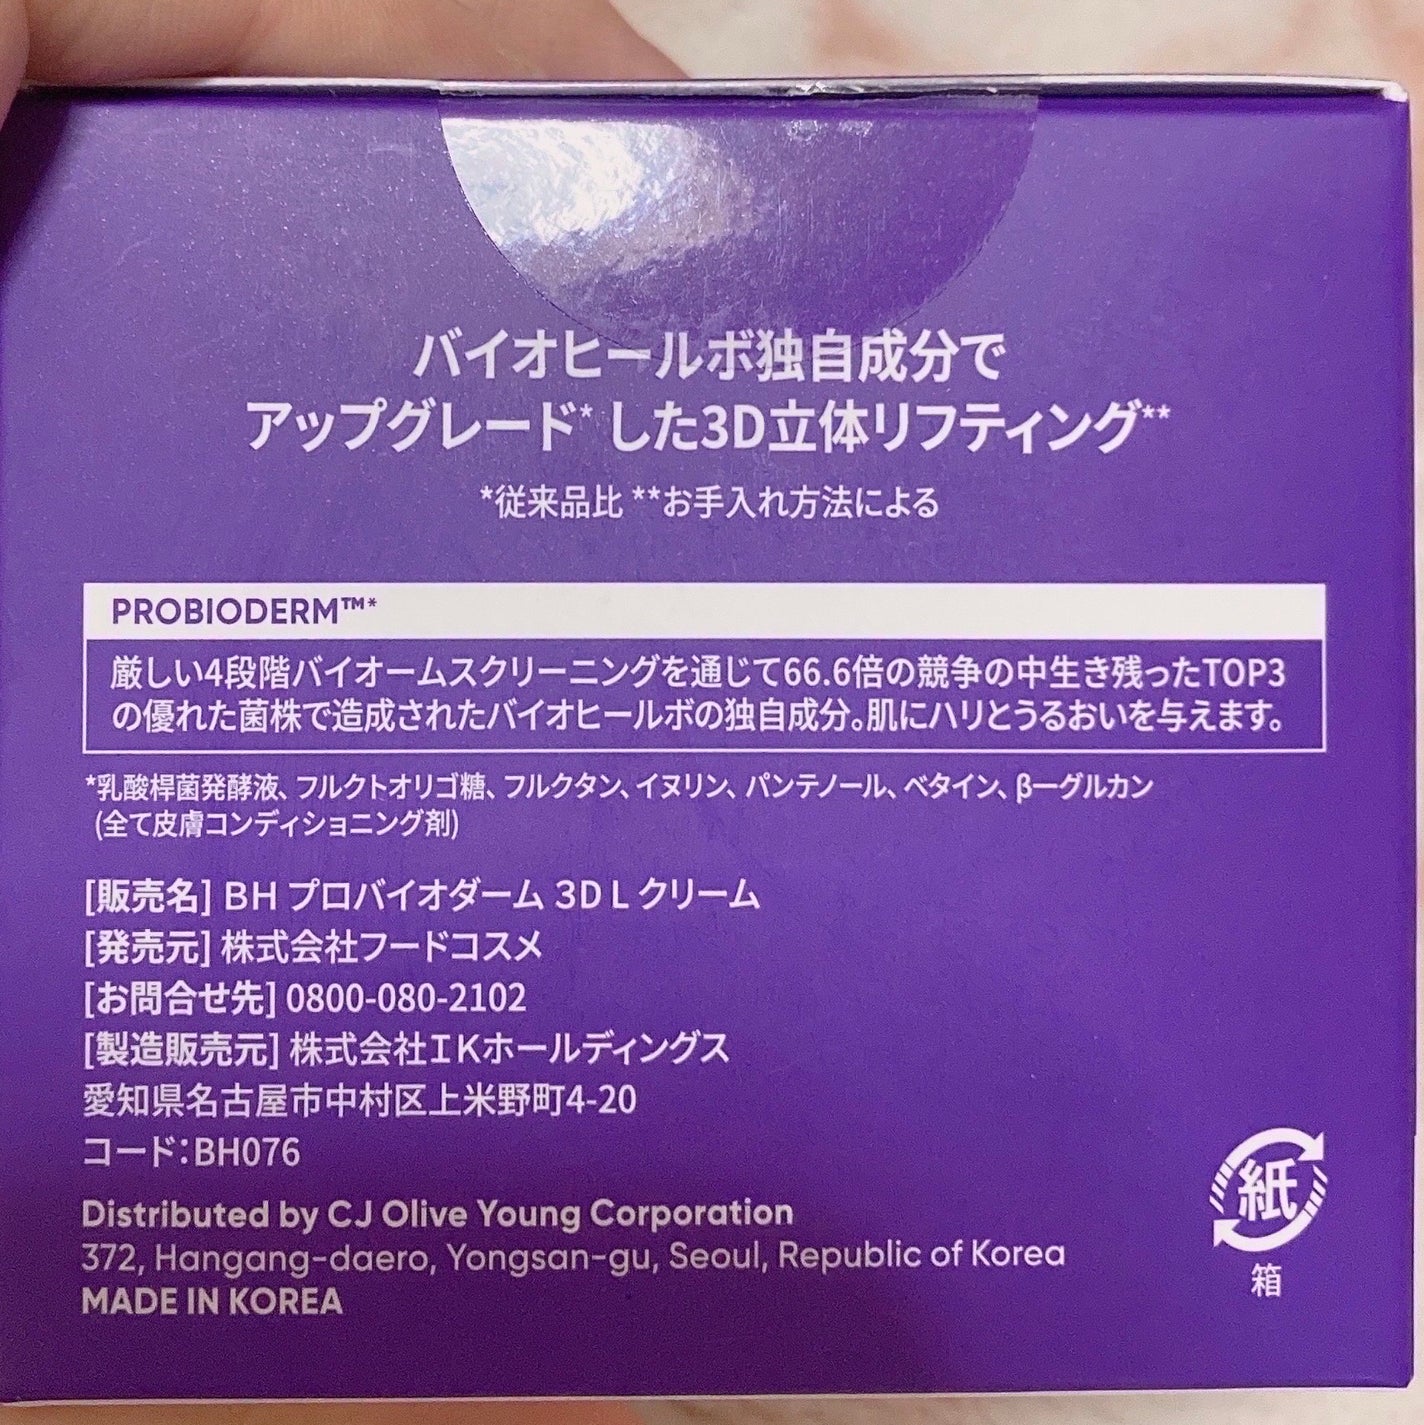 バイオヒールボ独自成分で
アップグレード* した3D立体リフティング**
*従来品比 **お手入れ方法による
PROBIODERM™*
厳しい4段階バイオームスクリーニングを通じて66.6倍の競争の中生き残ったTOP3
の優れた菌株で造成されたバイオヒールボの独自成分。肌にハリとうるおいを与えます。
*乳酸桿菌発酵液、フルクトオリゴ糖、フルクタン、イヌリン、パンテノール、ベタイン、βーグルカン
(全て皮膚コンディショニング剤)
[販売名] BH プロバイオダーム 3D L クリーム
[発売元] 株式会社フードコスメ
[お問合せ先] 0800-080-2102
[製造販売元] 株式会社IKホールディングス
愛知県名古屋市中村区上米野町4-20
コード：BH076
Distributed by CJ Olive Young Corporation
372, Hangang-daero, Yongsan-gu, Seoul, Republic of Korea
MADE IN KOREA
紙
箱